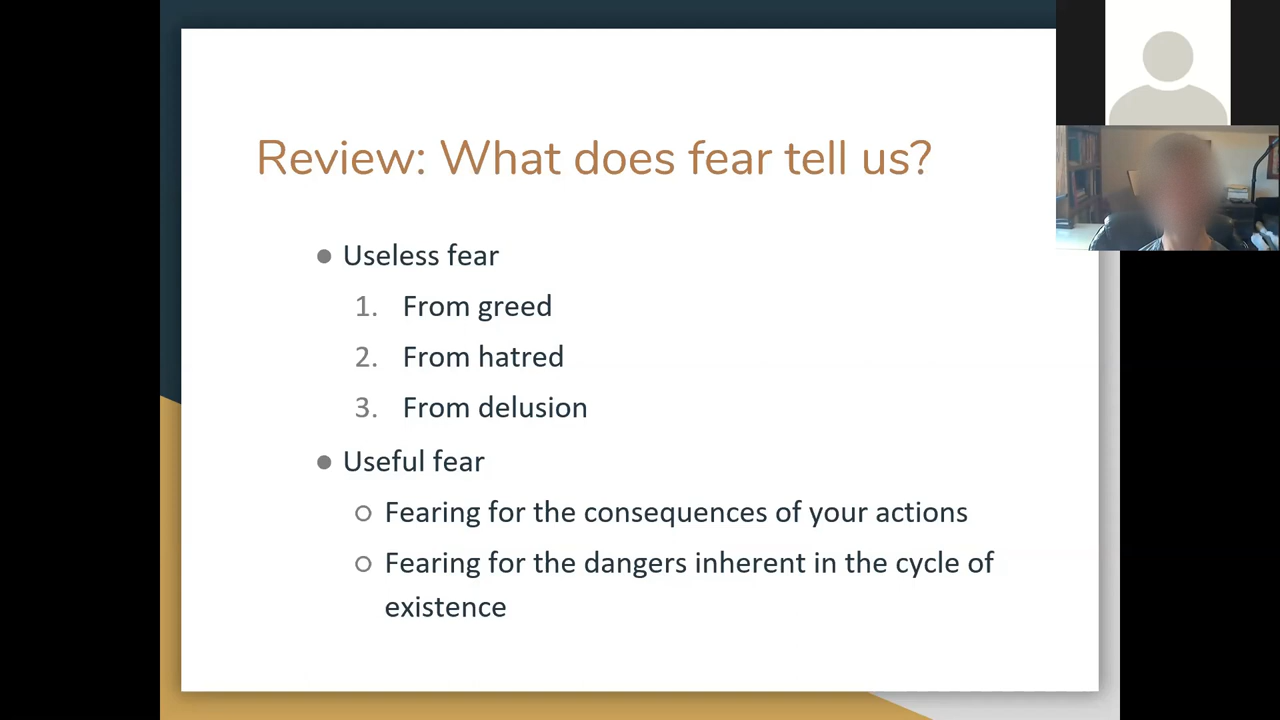 Review: What does fear tell us?
● Useless fear
1. From greed
2. From hatred
3. From delusion
● Useful fear
○ Fearing for the consequences of your actions
○ Fearing for the dangers inherent in the cycle of
existence